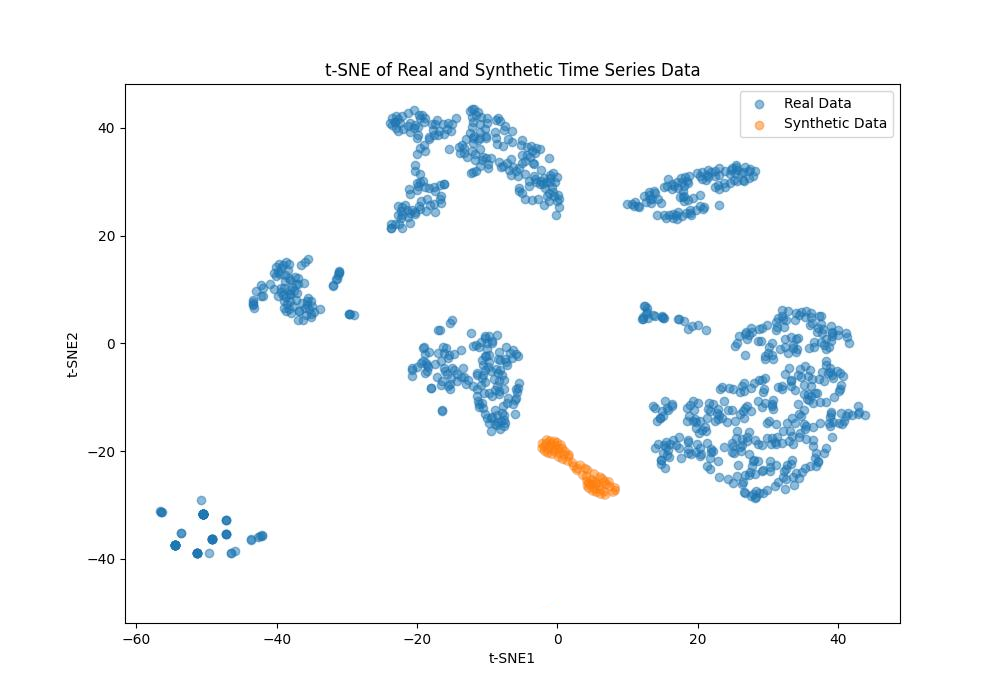 t-SNE of Real and Synthetic Time Series Data
Real Data
Synthetic Data
40
20
0
−20
−40
t-SNE2
−60
−40
−20
0
20
40
t-SNE1